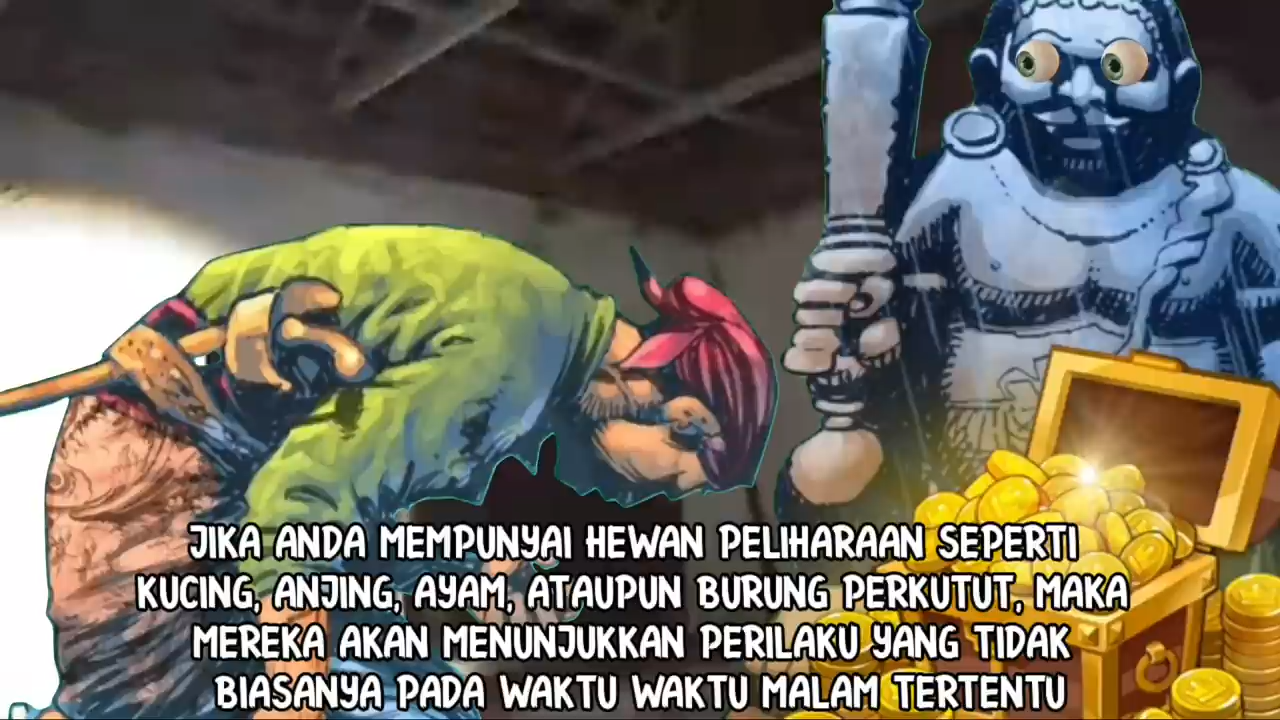 JIKA ANDA MEMPUNYAI HEWAN PELIHARAAN SEPERTI
KUCING, ANJING, AYAM, ATAUPUN BURUNG PERKUTUT, MAKA
MEREKA AKAN MENUNJUKKAN PERILAKU YANG TIDAK
BIASANYA PADA WAKTU WAKTU MALAM TERTENTU